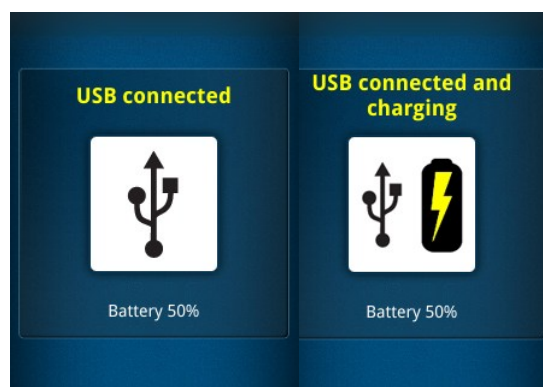 USB connected
Battery 50%
USB connected and
charging
Battery 50%